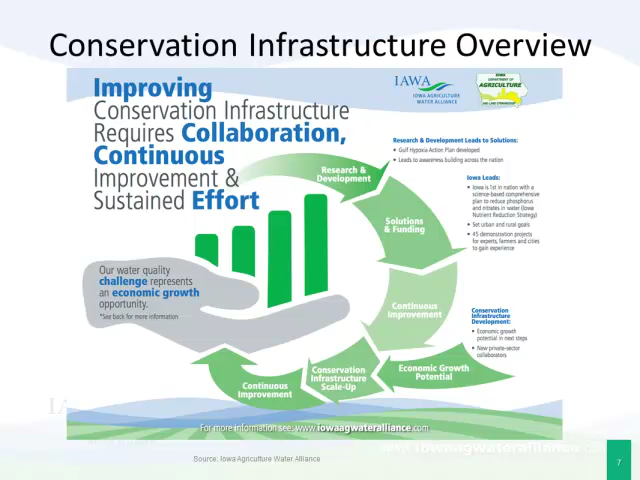 Conservation Infrastructure Overview
Improving
Conservation Infrastructure
Requires Collaboration,
Continuous
Improvement &
Sustained Effort
IAWA
IOWA AGRICULTURE
WATER ALLIANCE
IOWA
DEPARTMENT OF
AGRICULTURE
AND LAND STEWARDSHIP
Research & Development Leads to Solutions:
• Gulf Hypoxia Action Plan developed
• Leads to awareness building across the nation
Research &
Development
Iowa Leads:
• Iowa is 1st in nation with a
science-based comprehensive
plan to reduce phosphorus
and nitrates in water (Iowa
Nutrient Reduction Strategy)
• Set urban and rural goals
• 45 demonstration projects
for experts, farmers and cities
to gain experience
Solutions
& Funding
Our water quality
challenge represents
an economic growth
opportunity.
*See back for more information
Continuous
Improvement
Conservation
Infrastructure
Development:
• Economic growth
potential in next steps
• New private-sector
collaborators
Economic Growth
Potential
Conservation
Infrastructure
Scale-Up
Continuous
Improvement
For more information see: www.iowaagwateralliance.com
www.iowaagwateralliance.com
Source: Iowa Agriculture Water Alliance
7